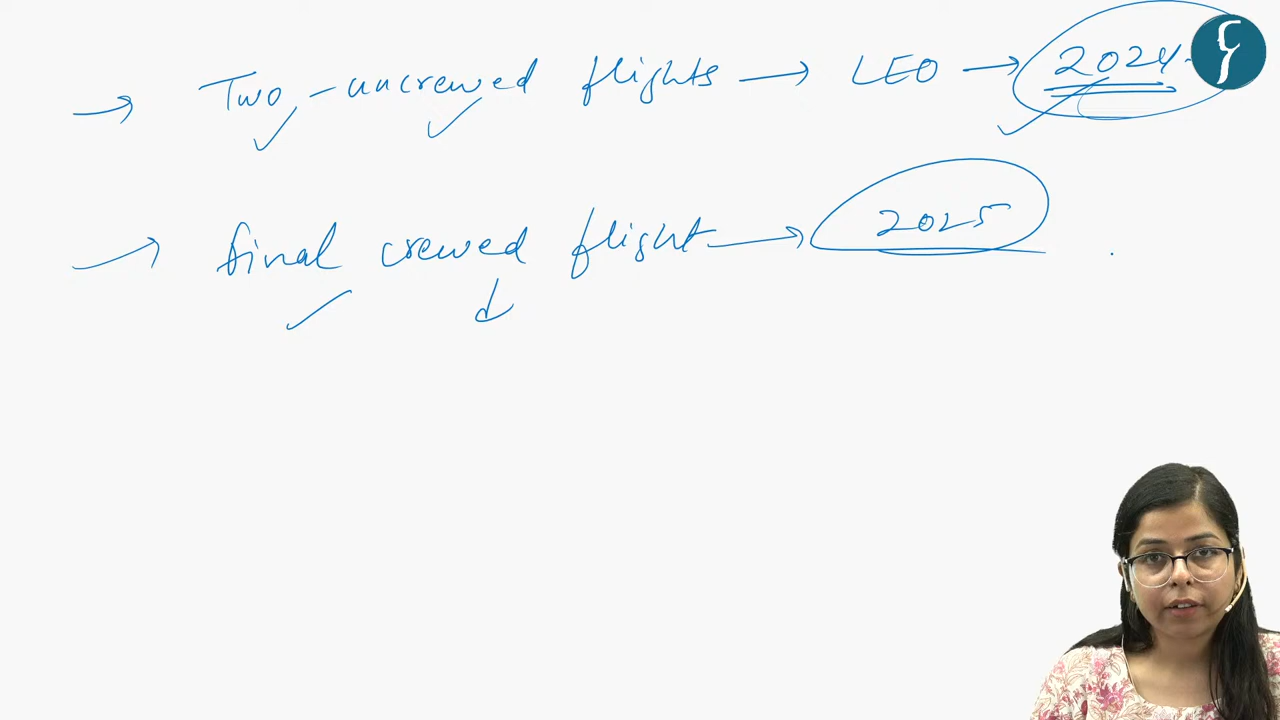 → Two-uncrewed flights → LEO → 2024.
→ final crewed flight → 2025